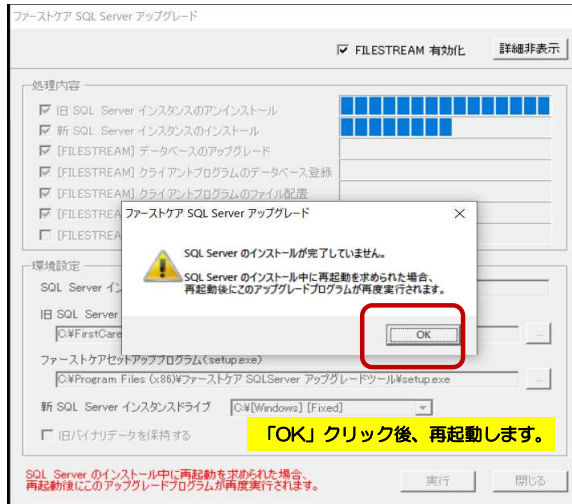 ファーストケア SQL Server アップグレード
FILESTREAM 有効化
詳細非表示
処理内容
旧 SQL Server インスタンスのアンインストール
新 SQL Server インスタンスのインストール
[FILESTREAM] データベースのアップグレード
[FILESTREAM] クライアントプログラムのデータベース登録
[FILESTREAM] クライアントプログラムのファイル配置
[FILESTREA
[FILESTREA
ファーストケア SQL Server アップグレード
SQL Server のインストールが完了していません。
SQL Server のインストール中に再起動を求められた場合、
再起動後にこのアップグレードプログラムが再度実行されます。
OK
環境設定
SQL Server イン
旧 SQL Server
C:¥FirstCare
...
ファーストケアセットアッププログラム(setup.exe)
C:¥Program Files (x86)¥ファーストケア SQLServer アップグレードツール¥setup.exe
...
新 SQL Server インスタンスドライブ
C:¥[Windows] [Fixed]
旧バイナリデータを保持する
「OK」クリック後、再起動します。
SQL Server のインストール中に再起動を求められた場合、
再起動後にこのアップグレードプログラムが再度実行されます。
実行
閉じる